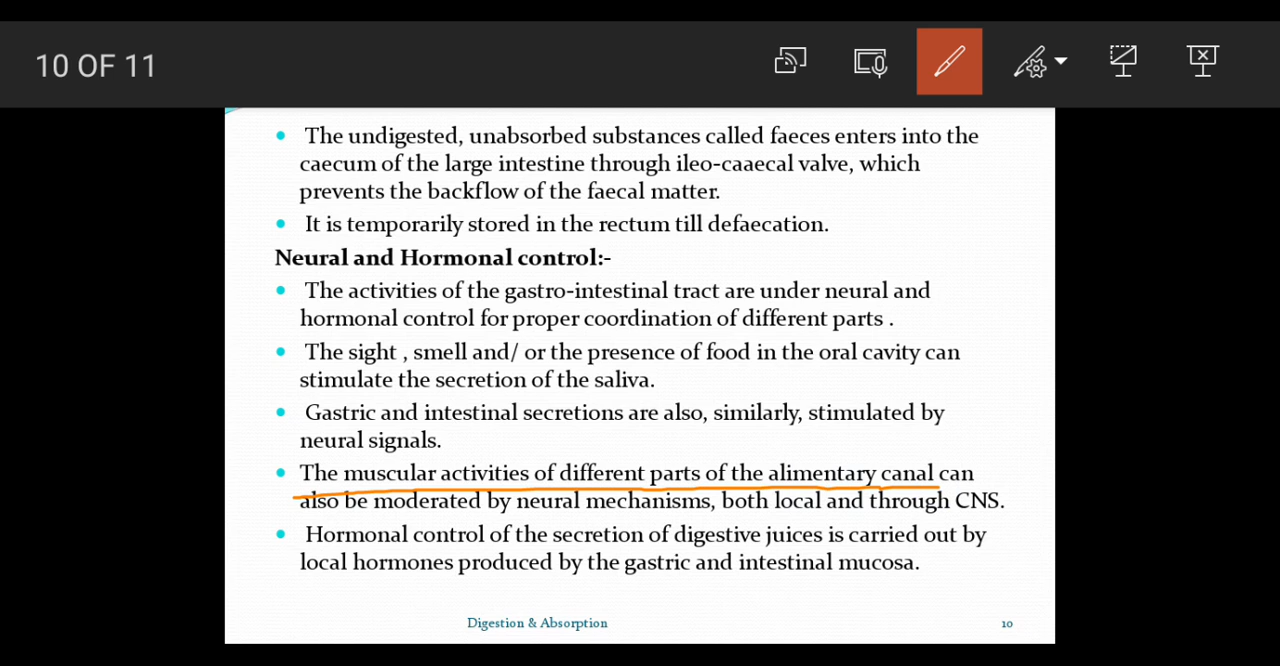 10 OF 11
The undigested, unabsorbed substances called faeces enters into the
caecum of the large intestine through ileo-caaecal valve, which
prevents the backflow of the faecal matter.
It is temporarily stored in the rectum till defaecation.
Neural and Hormonal control:-
The activities of the gastro-intestinal tract are under neural and
hormonal control for proper coordination of different parts .
The sight , smell and/ or the presence of food in the oral cavity can
stimulate the secretion of the saliva.
Gastric and intestinal secretions are also, similarly, stimulated by
neural signals.
The muscular activities of different parts of the alimentary canal can
also be moderated by neural mechanisms, both local and through CNS.
Hormonal control of the secretion of digestive juices is carried out by
local hormones produced by the gastric and intestinal mucosa.
Digestion & Absorption
10